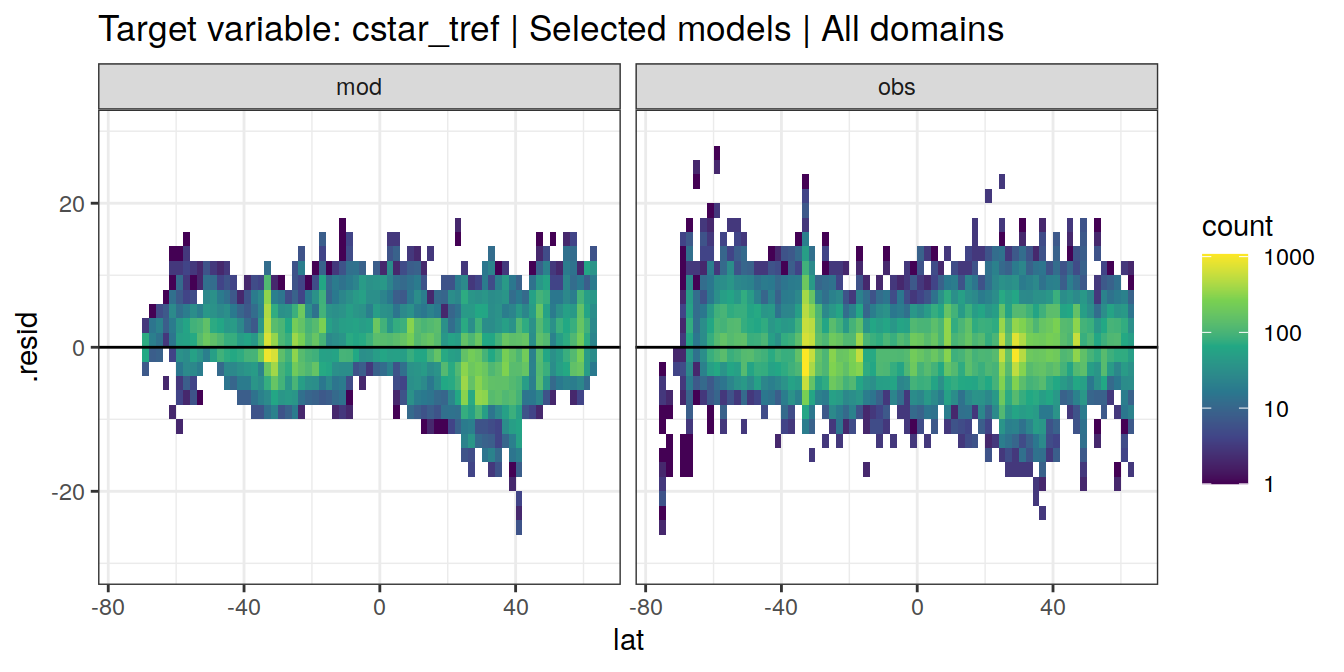 Target variable: cstar_tref | Selected models | All domains
mod
obs
.resid
20
0
-20
-80
-40
0
40
-80
-40
0
40
lat
count
1000
100
10
1